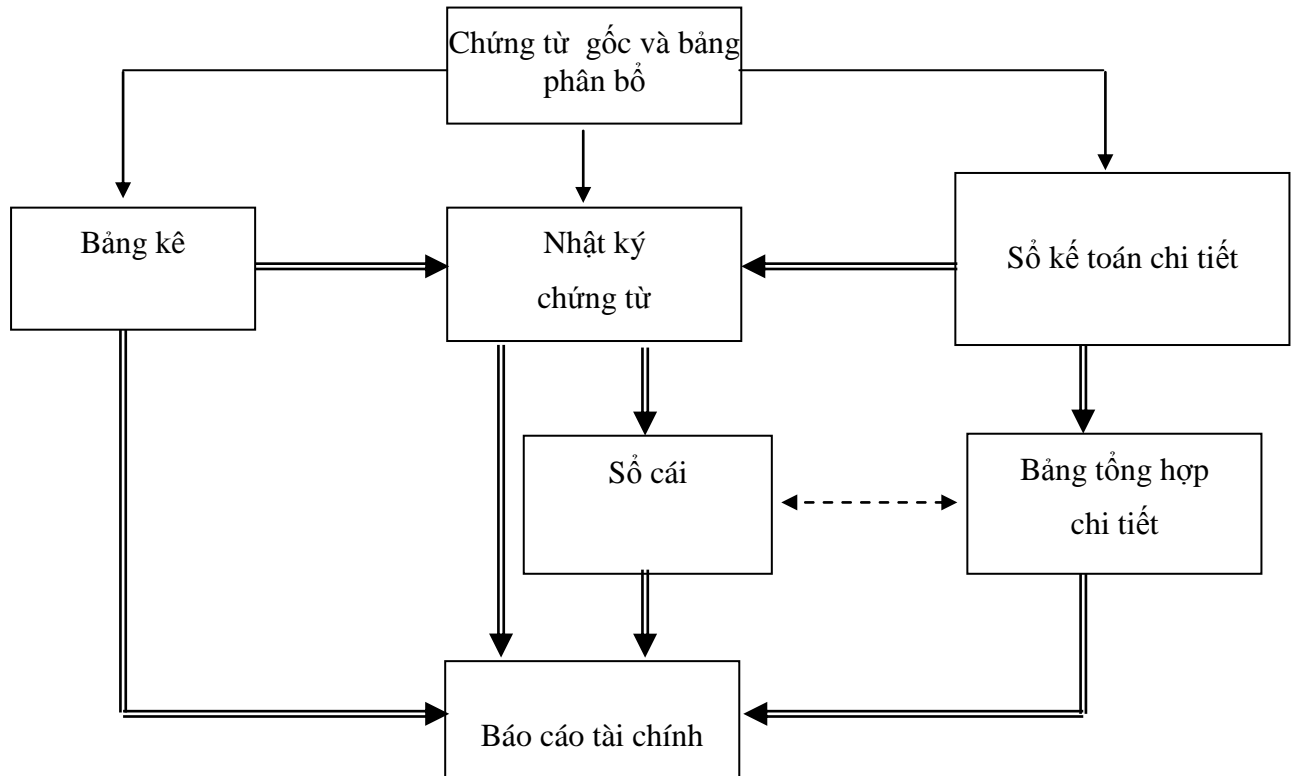 Chứng từ gốc và bảng
phân bổ
Bảng kê
Nhật ký
chứng từ
Sổ kế toán chi tiết
Sổ cái
Bảng tổng hợp
chi tiết
Báo cáo tài chính